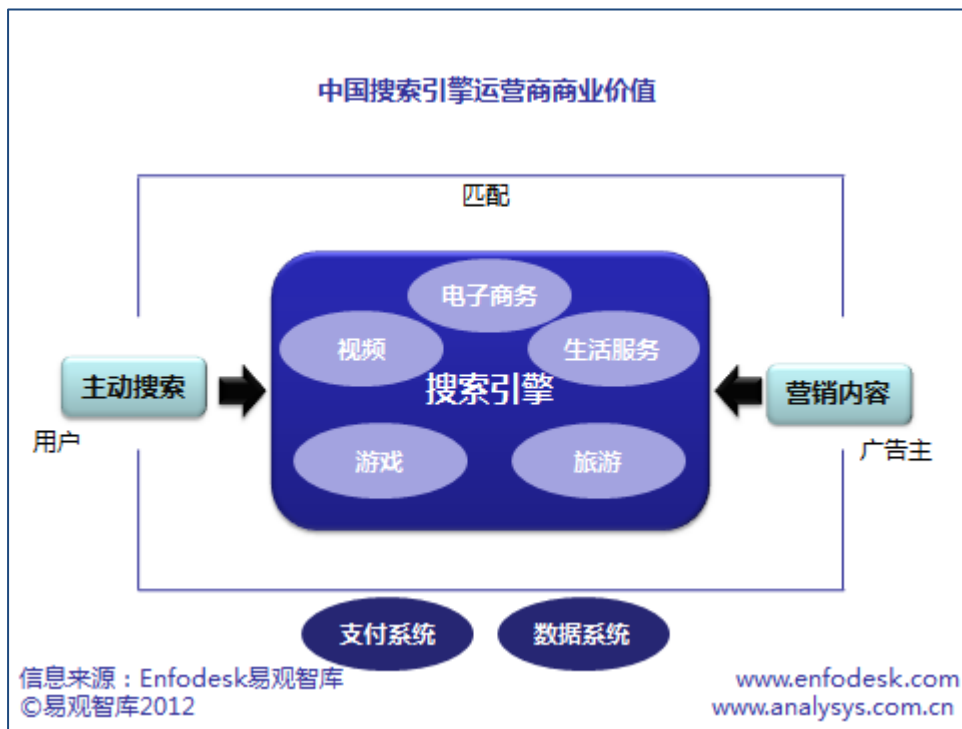 中国搜索引擎运营商商业价值
匹配
电子商务
视频
生活服务
搜索引擎
主动搜索
营销内容
用户
广告主
游戏
旅游
支付系统
数据系统
信息来源：Enfodesk易观智库
©易观智库2012
www.enfodesk.com
www.analysys.com.cn